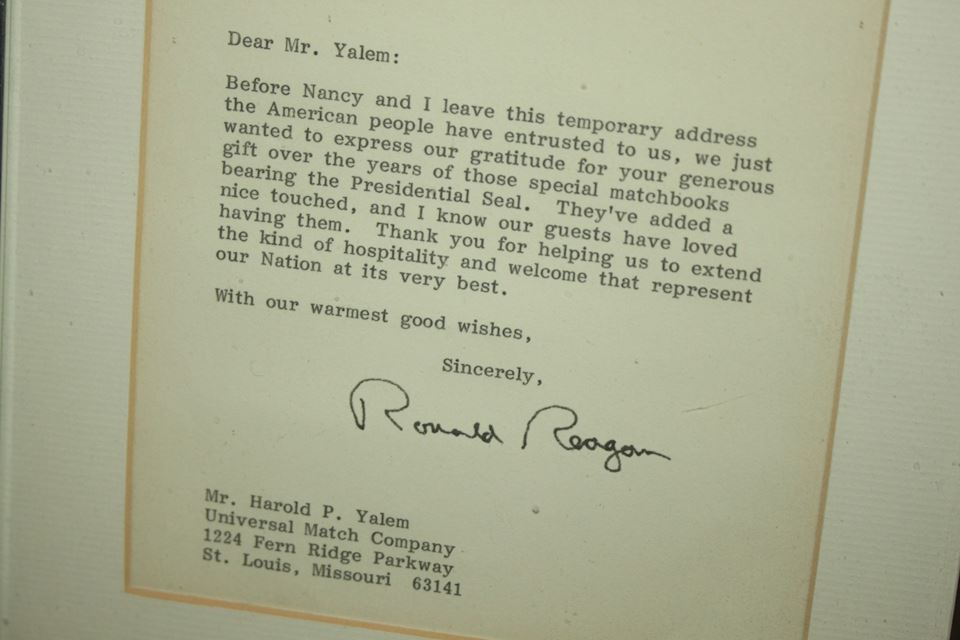 Dear Mr. Yalem:
Before Nancy and I leave this temporary address
the American people have entrusted to us, we just
wanted to express our gratitude for your generous
gift over the years of those special matchbooks
bearing the Presidential Seal.  They've added a
nice touched, and I know our guests have loved
having them.  Thank you for helping us to extend
the kind of hospitality and welcome that represent
our Nation at its very best.
With our warmest good wishes,
Sincerely,
Ronald Reagan
Mr. Harold P. Yalem
Universal Match Company
1224 Fern Ridge Parkway
St. Louis, Missouri  63141